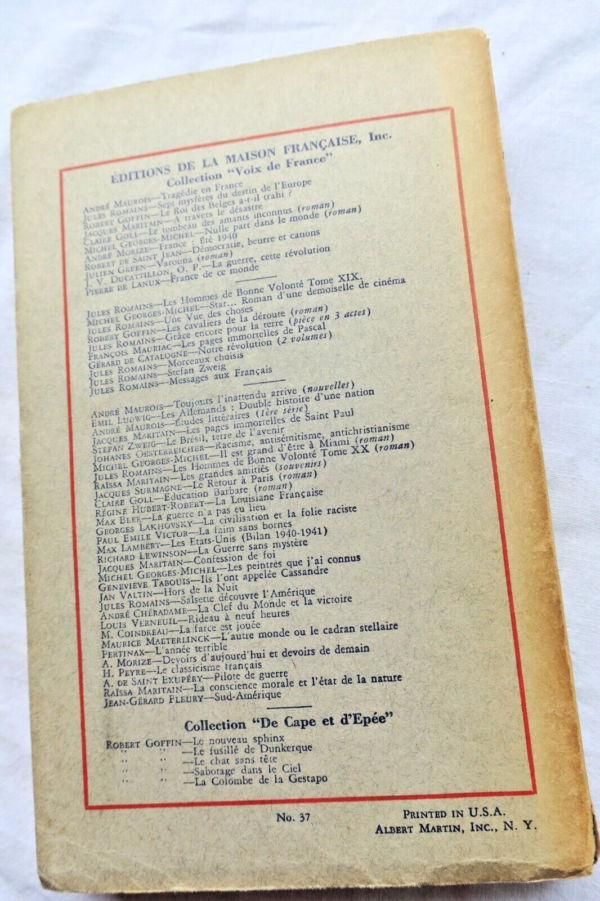 ÉDITIONS DE LA MAISON FRANÇAISE, Inc.
Collection "Voix de France"
ANDRÉ MAUROIS—Tragédie en France
JULES ROMAINS—Sept mystères du destin de l'Europe
ROBERT GOFFIN—Le Roi des Belges a-t-il trahi ?
JACQUES MARITAIN—A travers le désastre
CLAIRE GOLL—Le tombeau des amants inconnus (roman)
MICHEL GEORGES-MICHEL—Nulle part dans le monde (roman)
ANDRÉ MORIZE—France : Été 1940
ROBERT DE SAINT JEAN—Démocratie, beurre et canons
JULIEN GREEN—Varouna (roman)
J. V. DUCATTILLON, O. P.—La guerre, cette révolution
PIERRE DE LANUX—France de ce monde
JULES ROMAINS—Les Hommes de Bonne Volonté Tome XIX.
MICHEL GEORGES-MICHEL—Star... Roman d'une demoiselle de cinéma
JULES ROMAINS—Une Vue des choses
ROBERT GOFFIN—Les cavaliers de la déroute (roman)
JULES ROMAINS—Grâce encore pour la terre (pièce en 3 actes)
FRANÇOIS MAURIAC—Les pages immortelles de Pascal
GÉRARD DE CATALOGNE—Notre révolution (2 volumes)
JULES ROMAINS—Morceaux choisis
JULES ROMAINS—Stefan Zweig
JULES ROMAINS—Messages aux Français
ANDRÉ MAUROIS—Toujours l'inattendu arrive (nouvelles)
EMIL LUDWIG—Les Allemands : Double histoire d'une nation
ANDRÉ MAUROIS—Études littéraires (1ère série)
JACQUES MARITAIN—Les pages immortelles de Saint Paul
STEFAN ZWEIG—Le Brésil, terre de l'avenir
JOHANES OESTERREICHER—Racisme, antisémitisme, antichristianisme
MICHEL GEORGES-MICHEL—Il est grand d'être à Miami (roman)
JULES ROMAINS—Les Hommes de Bonne Volonté Tome XX (roman)
RAÏSSA MARITAIN—Les grandes amitiés (souvenirs)
JACQUES SURMAGNE—Le Retour à Paris (roman)
CLAIRE GOLL—Education Barbare (roman)
RÉGINE HUBERT-ROBERT—La Louisiane Française
MAX BEER—La guerre n'a pas eu lieu
GEORGES LAKHOVSKY—La civilisation et la folie raciste
PAUL EMILE VICTOR—La faim sans bornes
MAX LAMBERT—Les Etats-Unis (Bilan 1940-1941)
RICHARD LEWINSON—La Guerre sans mystère
JACQUES MARITAIN—Confession de foi
MICHEL GEORGES-MICHEL—Les peintres que j'ai connus
GENEVIEVE TABOUIS—Ils l'ont appelée Cassandre
JAN VALTIN—Hors de la Nuit
JULES ROMAINS—Salsette découvre l'Amérique
ANDRÉ CHÉRADAME—La Clef du Monde et la victoire
LOUIS VERNEUIL—Rideau à neuf heures
M. COINDREAU—La farce est jouée
MAURICE MAETERLINCK—L'autre monde ou le cadran stellaire
PERTINAX—L'année terrible
A. MORIZE—Devoirs d'aujourd'hui et devoirs de demain
H. PEYRE—Le classicisme français
A. DE SAINT EXUPÉRY—Pilote de guerre
RAÏSSA MARITAIN—La conscience morale et l'état de la nature
JEAN-GÉRARD FLEURY—Sud-Amérique
Collection "De Cape et d'Epée"
ROBERT GOFFIN—Le nouveau sphinx
" " —Le fusillé de Dunkerque
" " —Le chat sans tête
" " —Sabotage dans le Ciel
" " —La Colombe de la Gestapo
No. 37
PRINTED IN U.S.A.
ALBERT MARTIN, INC., N. Y.